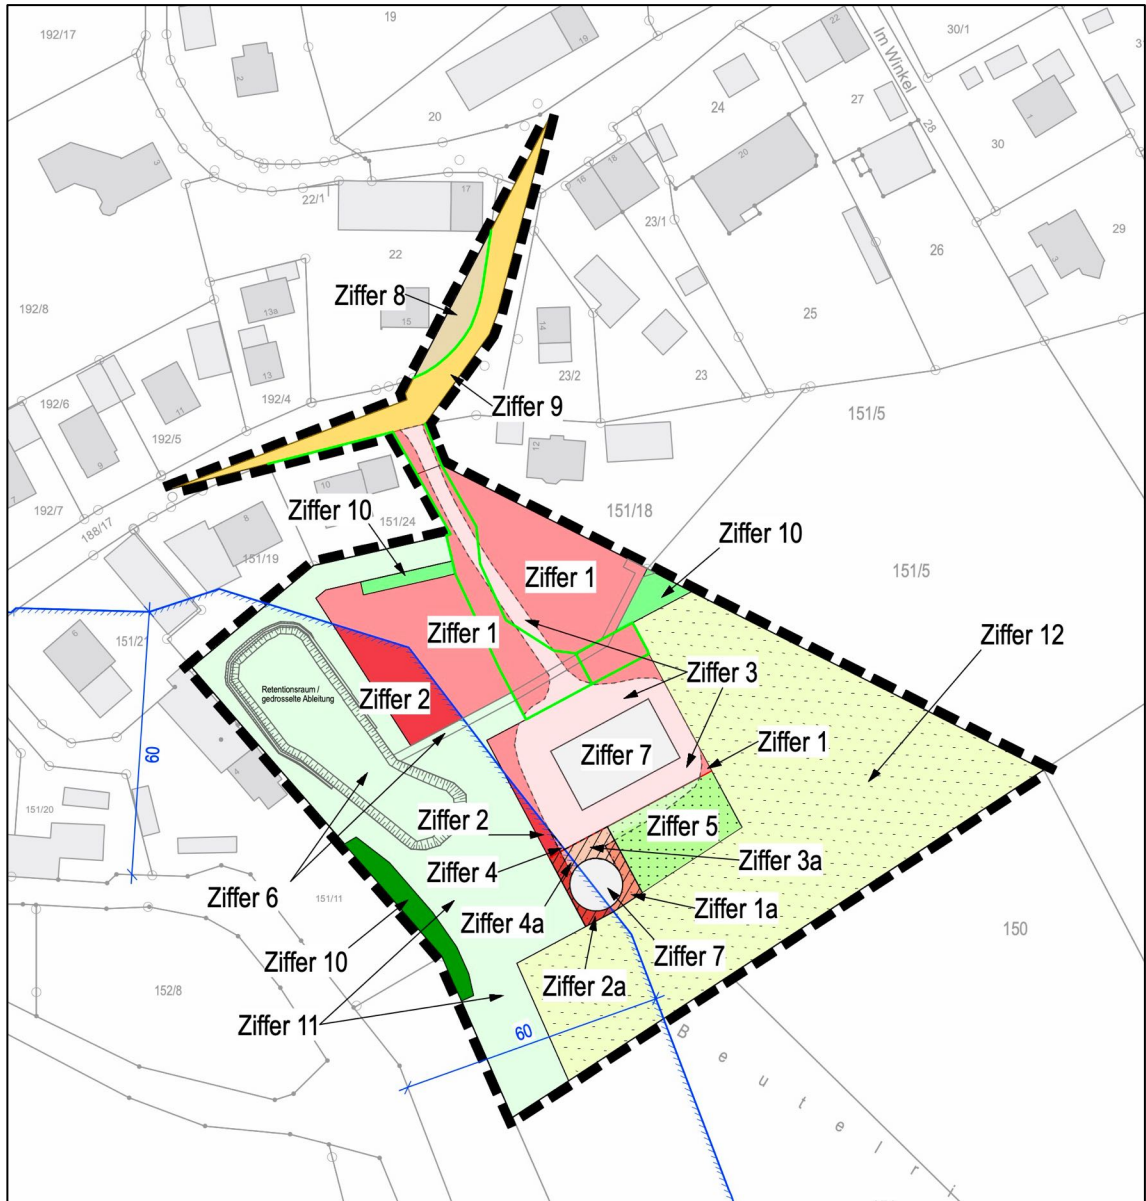 192/17
19
19
30/1
3
2
22
Im Winkel
20
24
27
28
1
30
3
18
20
17
16
22/1
23/1
29
22
26
192/8
Ziffer 8
13a
15
14
25
13
23/2
23
192/6
192/4
11
Ziffer 9
151/5
192/5
9
12
7
10
192/7
Ziffer 10
151/18
188/17
8
151/24
Ziffer 10
151/19
151/5
Ziffer 1
6
151/21
Ziffer 1
Ziffer 12
Ziffer 3
Retentionsraum /
gedrosselte Ableitung
Ziffer 2
Ziffer 1
60
Ziffer 7
4
151/20
Ziffer 2
Ziffer 5
Ziffer 4
Ziffer 3a
Ziffer 6
151/11
Ziffer 4a
Ziffer 1a
150
Ziffer 10
Ziffer 7
152/8
Ziffer 2a
Ziffer 11
60
Beutelri